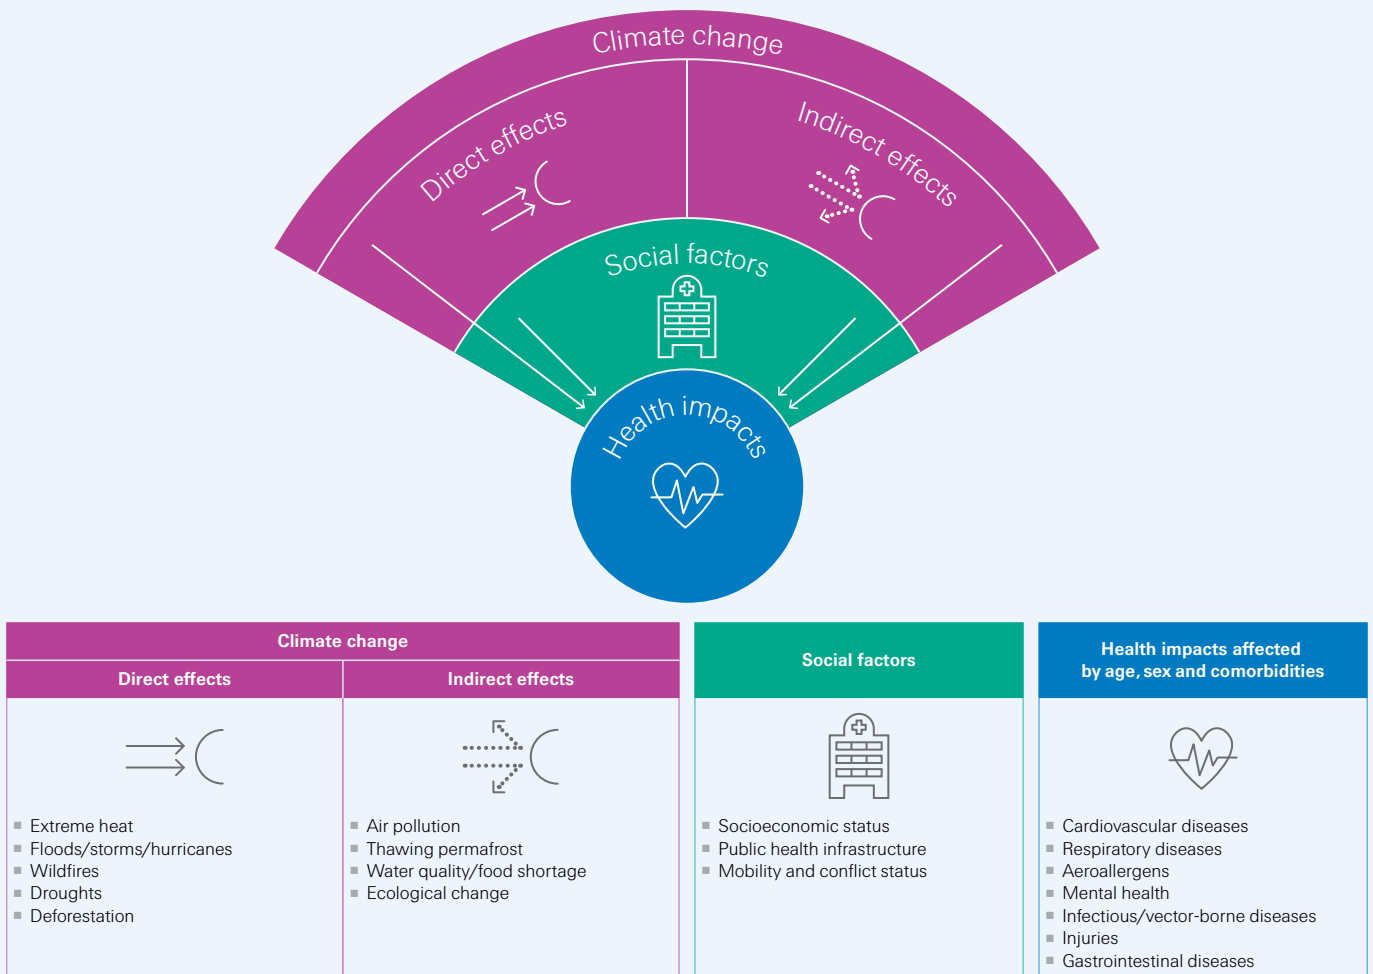 Climate change
Direct effects
Indirect effects
Social factors
Health impacts
Climate change
Direct effects
Indirect effects
Social factors
Health impacts affected
by age, sex and comorbidities
Extreme heat
Floods/storms/hurricanes
Wildfires
Droughts
Deforestation
Air pollution
Thawing permafrost
Water quality/food shortage
Ecological change
Socioeconomic status
Public health infrastructure
Mobility and conflict status
Cardiovascular diseases
Respiratory diseases
Aeroallergens
Mental health
Infectious/vector-borne diseases
Injuries
Gastrointestinal diseases